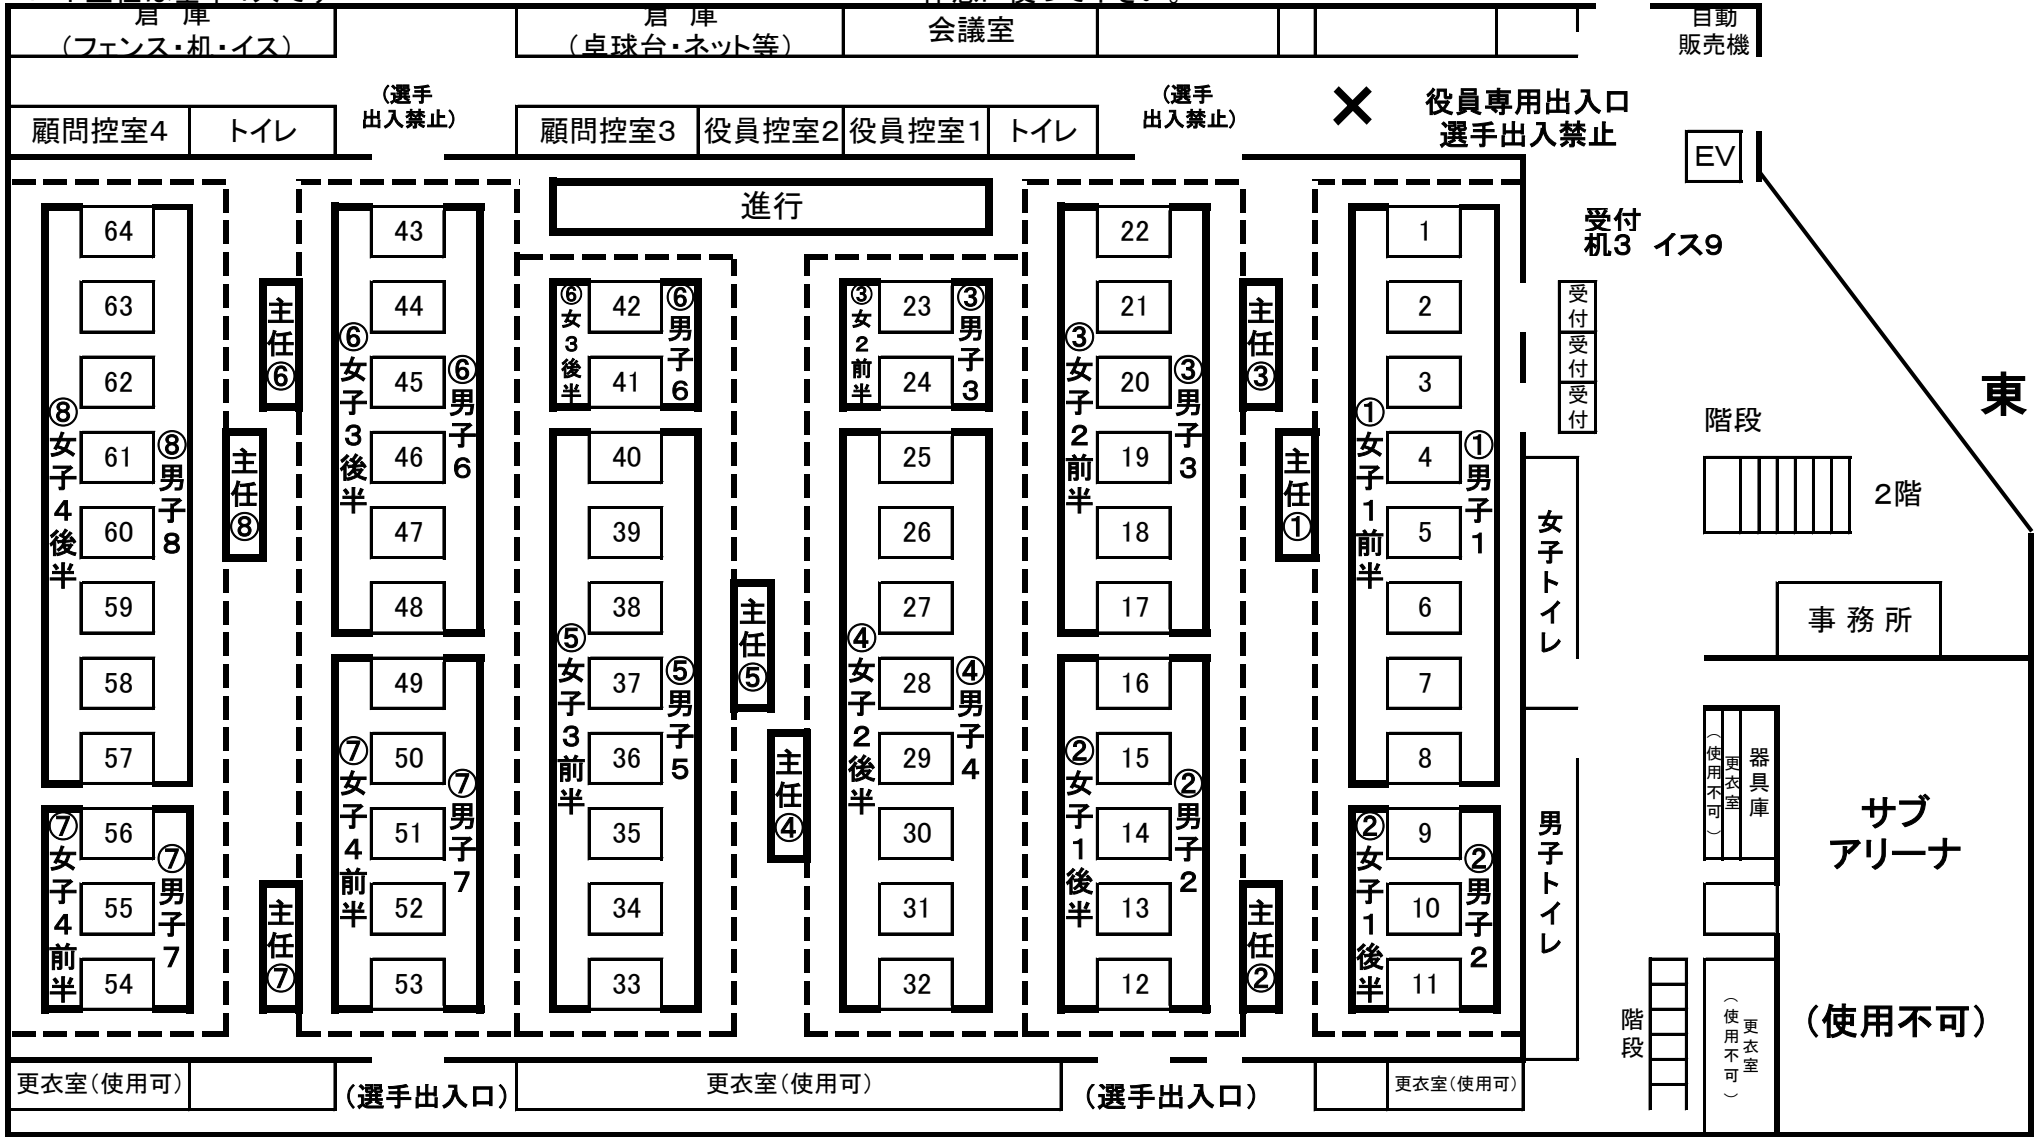 倉 庫
(フェンス・机・イス)
倉 庫
(卓球台・ネット等)
会議室
自動
販売機
顧問控室4
トイレ
(選手
出入禁止)
顧問控室3
役員控室2
役員控室1
トイレ
(選手
出入禁止)
×
役員専用出入口
選手出入禁止
EV
進行
受付
机3 イス9
受付
受付
受付
東
階段
2階
事 務 所
女子トイレ
男子トイレ
64
63
62
61
60
59
58
57
⑧女子4後半
⑧男子8
56
55
54
⑦女子4前半
⑦男子7
主任⑥
主任⑧
主任⑦
43
44
45
46
47
48
⑥女子3後半
⑥男子6
49
50
51
52
53
⑦女子4前半
⑦男子7
42
41
⑥女3後半
⑥男子6
40
39
38
37
36
35
34
33
⑤女子3前半
⑤男子5
主任⑤
主任④
23
24
③女2前半
③男子3
25
26
27
28
29
30
31
32
④女子2後半
④男子4
22
21
20
19
18
17
③女子2前半
③男子3
16
15
14
13
12
②女子1後半
②男子2
主任③
主任①
主任②
1
2
3
4
5
6
7
8
①女子1前半
①男子1
9
10
11
②女子1後半
②男子2
器具庫
更衣室
(使用不可)
サブ
アリーナ
(使用不可)
階段
更衣室
(使用不可)
更衣室(使用可)
(選手出入口)
更衣室(使用可)
(選手出入口)
更衣室(使用可)